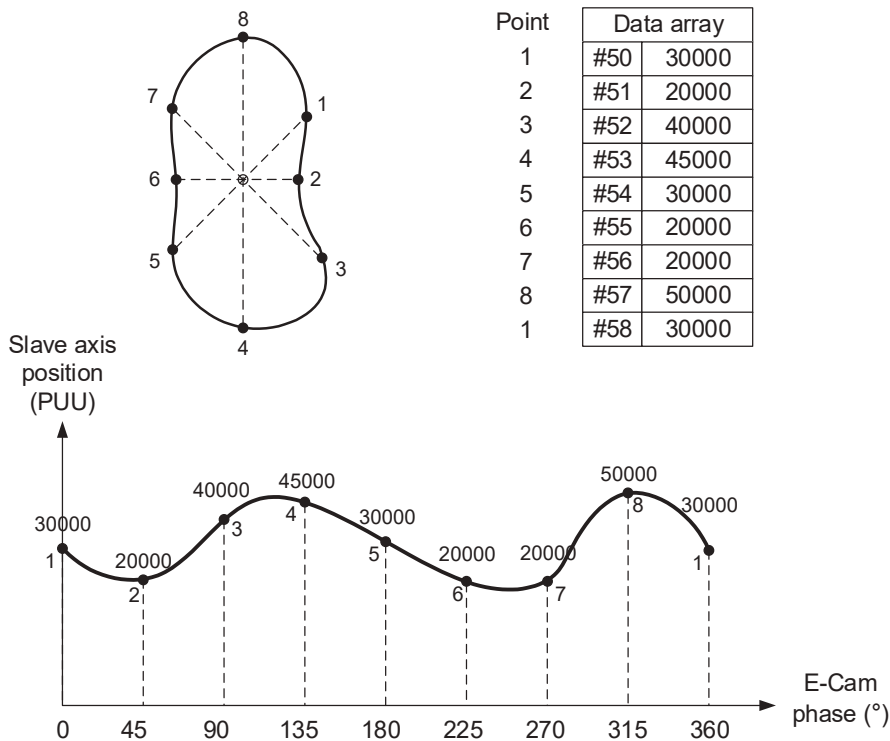 8
7
1
6
2
5
3
4
Point Data array
1 #50 30000
2 #51 20000
3 #52 40000
4 #53 45000
5 #54 30000
6 #55 20000
7 #56 20000
8 #57 50000
1 #58 30000
Slave axis
position
(PUU)
30000
20000
40000
45000
30000
20000
20000
50000
30000
1
2
3
4
5
6
7
8
1
0 45 90 135 180 225 270 315 360
E-Cam
phase (°)